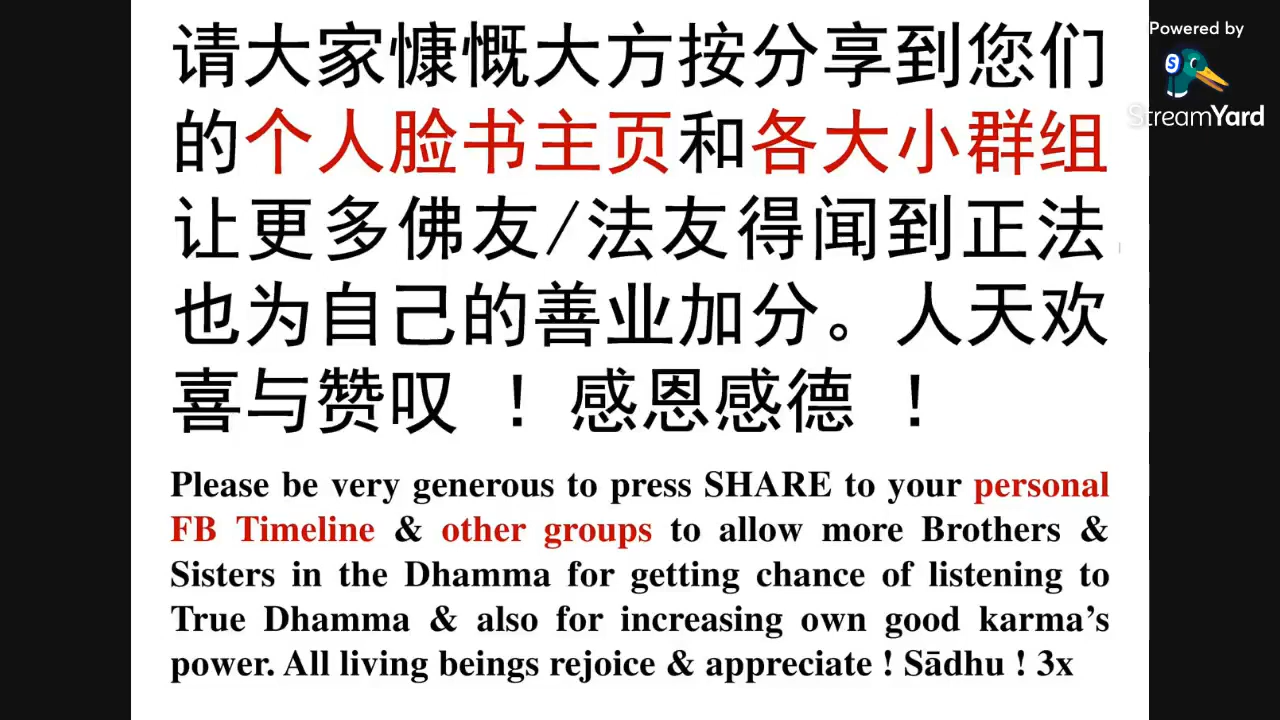 请大家慷慨大方按分享到您们
的个人脸书主页和各大小群组
让更多佛友/法友得闻到正法
也为自己的善业加分。人天欢
喜与赞叹 ！感恩感德 ！
Please be very generous to press SHARE to your personal
FB Timeline & other groups to allow more Brothers &
Sisters in the Dhamma for getting chance of listening to
True Dhamma & also for increasing own good karma’s
power. All living beings rejoice & appreciate ! Sādhu ! 3x
Powered by
S
StreamYard